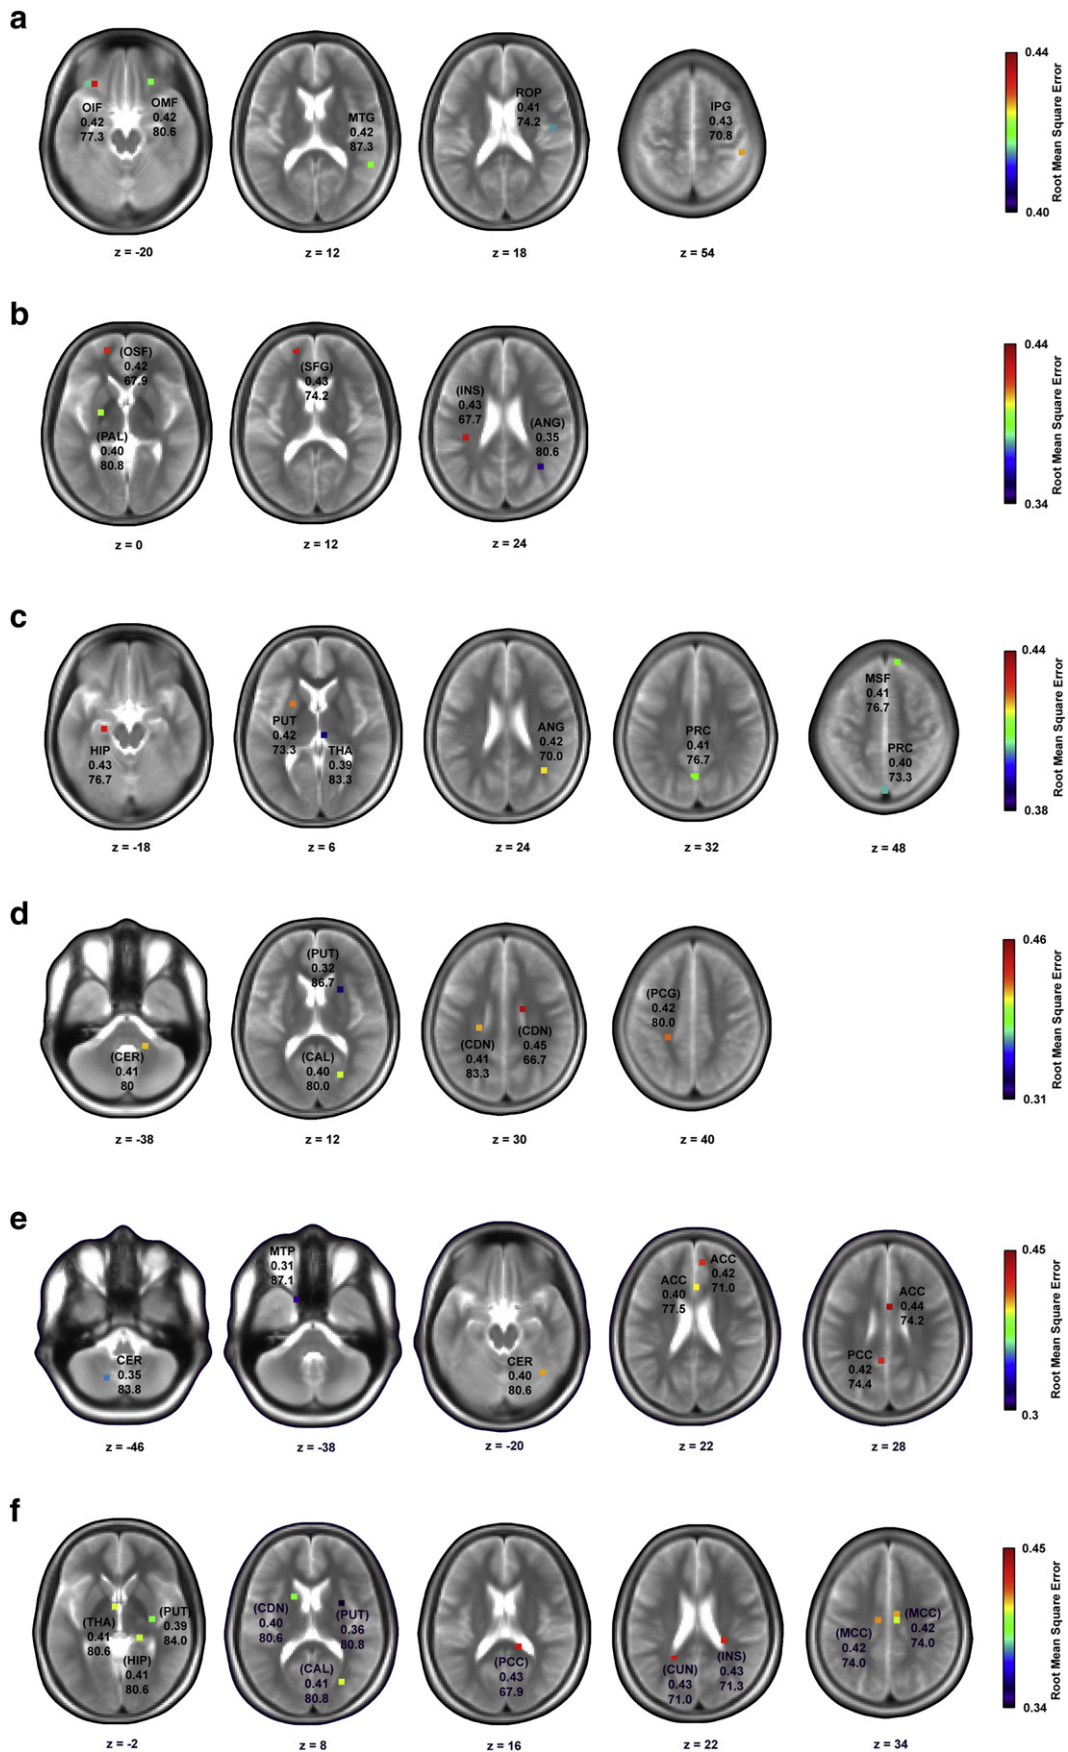 a
OIF
0.42
77.3
OMF
0.42
80.6
z = -20
MTG
0.42
87.3
z = 12
ROP
0.41
74.2
z = 18
IPG
0.43
70.8
z = 54
0.44
Root Mean Square Error
0.40
b
(OSF)
0.42
67.9
(PAL)
0.40
80.8
z = 0
(SFG)
0.43
74.2
z = 12
(INS)
0.43
67.7
(ANG)
0.35
80.6
z = 24
0.44
Root Mean Square Error
0.34
c
HIP
0.43
76.7
z = -18
PUT
0.42
73.3
THA
0.39
83.3
z = 6
ANG
0.42
70.0
z = 24
PRC
0.41
76.7
z = 32
MSF
0.41
76.7
PRC
0.40
73.3
z = 48
0.44
Root Mean Square Error
0.38
d
(CER)
0.41
80
z = -38
(PUT)
0.32
86.7
(CAL)
0.40
80.0
z = 12
(CDN)
0.41
83.3
(CDN)
0.45
66.7
z = 30
(PCG)
0.42
80.0
z = 40
0.46
Root Mean Square Error
0.31
e
CER
0.35
83.8
z = -46
MTP
0.31
87.1
z = -38
CER
0.40
80.6
z = -20
ACC
0.42
71.0
ACC
0.40
77.5
z = 22
ACC
0.44
74.2
PCC
0.42
74.4
z = 28
0.45
Root Mean Square Error
0.3
f
(THA)
0.41
80.6
(PUT)
0.39
84.0
(HIP)
0.41
80.6
z = -2
(CDN)
0.40
80.6
(PUT)
0.36
80.8
(CAL)
0.41
80.8
z = 8
(PCC)
0.43
67.9
z = 16
(CUN)
0.43
71.0
(INS)
0.43
71.3
z = 22
(MCC)
0.42
74.0
(MCC)
0.42
74.0
z = 34
0.45
Root Mean Square Error
0.34